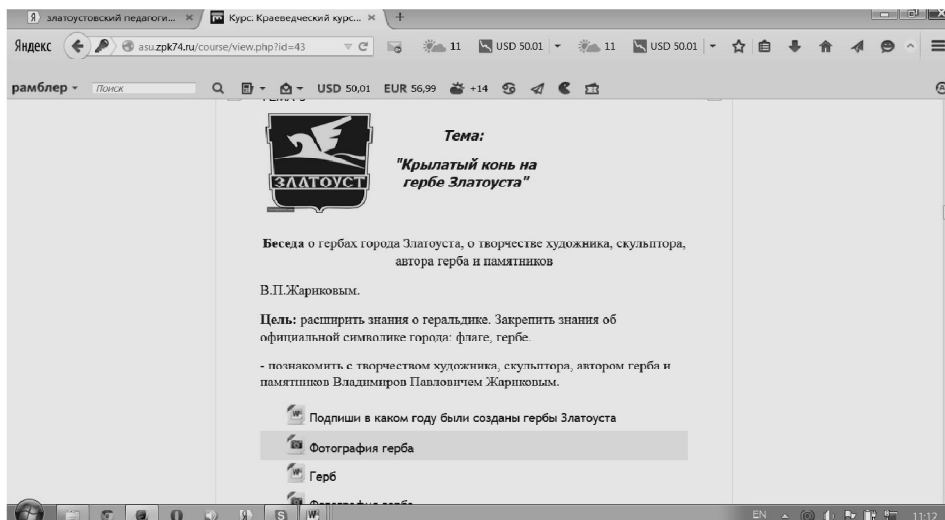 златоустовский педагоги... × Курс: Краеведческий курс... × +
Яндекс asu.zpk74.ru/course/view.php?id=43 11 USD 50.01 11 USD 50.01
рамблер Поиск USD 50,01 EUR 56,99 +14
Тема:
"Крылатый конь на
гербе Златоуста"
ЗЛАТОУСТ
Беседа о гербах города Златоуста, о творчестве художника, скульптора,
автора герба и памятников
В.П.Жариковым.
Цель: расширить знания о геральдике. Закрепить знания об
официальной символике города: флаге, гербе.
- познакомить с творчеством художника, скульптора, автором герба и
памятников Владимиров Павловичем Жариковым.
Подпиши в каком году были созданы гербы Златоуста
Фотография герба
Герб
EN 11:12